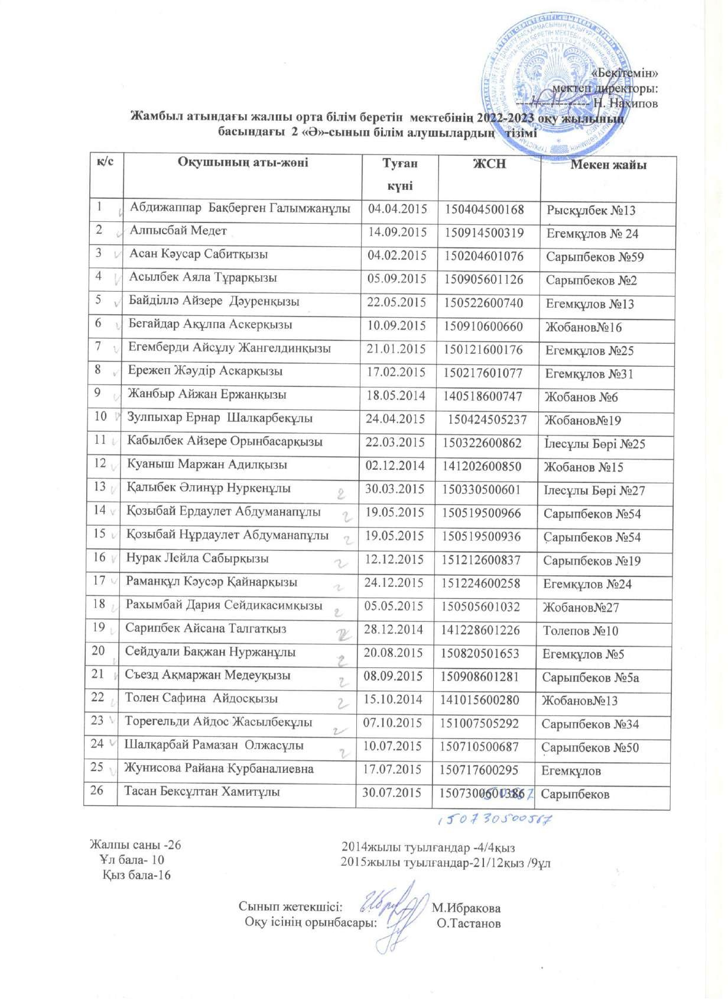 «Бекітемін»
мектеп директоры:
----------------- Н. Нахипов
Жамбыл атындағы жалпы орта білім беретін мектебінің 2022-2023 оқу жылының
басындағы 2 «Ә»-сынып білім алушылардың тізімі
қ/с Оқушының аты-жөні Туған күні ЖСН Мекен жайы
1 Абдижаппар Бақберген Галымжанұлы 04.04.2015 150404500168 Рысқұлбек №13
2 Алпысбай Медет 14.09.2015 150914500319 Егемқұлов № 24
3 Асан Кәусар Сабитқызы 04.02.2015 150204601076 Сарыпбеков №59
4 Асылбек Аяла Тұрарқызы 05.09.2015 150905601126 Сарыпбеков №2
5 Байділлә Айзере Дәуренқызы 22.05.2015 150522600740 Егемқұлов №13
6 Бегайдар Ақұлпа Аскерқызы 10.09.2015 150910600660 Жобанов№16
7 Егемберди Айсұлу Жангелдинқызы 21.01.2015 150121600176 Егемқұлов №25
8 Ережеп Жәудір Аскарқызы 17.02.2015 150217601077 Егемқұлов №31
9 Жанбыр Айжан Ержанқызы 18.05.2014 140518600747 Жобанов №6
10 Зулпыхар Ернар Шалкарбекұлы 24.04.2015 150424505237 Жобанов№19
11 Кабылбек Айзере Орынбасарқызы 22.03.2015 150322600862 Ілесұлы Бөрі №25
12 Куаныш Маржан Адилқызы 02.12.2014 141202600850 Жобанов №15
13 Қалыбек Әлинұр Нуркенұлы 2 30.03.2015 150330500601 Ілесұлы Бөрі №27
14 Қозыбай Ердаулет Абдуманапұлы 2 19.05.2015 150519500966 Сарыпбеков №54
15 Қозыбай Нұрдаулет Абдуманапұлы 2 19.05.2015 150519500936 Сарыпбеков №54
16 Нурак Лейла Сабырқызы 2 12.12.2015 151212600837 Сарыпбеков №19
17 Раманқұл Кәусәр Қайнарқызы 2 24.12.2015 151224600258 Егемқұлов №24
18 Рахымбай Дария Сейдикасимқызы 2 05.05.2015 150505601032 Жобанов№27
19 Сарипбек Айсана Талгатқыз 2 28.12.2014 141228601226 Толепов №10
20 Сейдуали Бақжан Нуржанұлы 2 20.08.2015 150820501653 Егемқұлов №5
21 Съезд Ақмаржан Медеуқызы 2 08.09.2015 150908601281 Сарыпбеков №5а
22 Толен Сафина Айдосқызы 2 15.10.2014 141015600280 Жобанов№13
23 Торегельди Айдос Жасылбекұлы 2 07.10.2015 151007505292 Сарыпбеков №34
24 Шалқарбай Рамазан Олжасұлы 2 10.07.2015 150710500687 Сарыпбеков №50
25 Жунисова Райана Курбаналиевна 17.07.2015 150717600295 Егемқұлов
26 Тасан Бексұлтан Хамитұлы 30.07.2015 1507300601386 Сарыпбеков
150730500567
Жалпы саны -26 2014жылы туылғандар -4/4қыз
Ұл бала- 10 2015жылы туылғандар-21/12қыз /9ұл
Қыз бала-16
Сынып жетекшісі: М.Ибракова
Оқу ісінің орынбасары: О.Тастанов